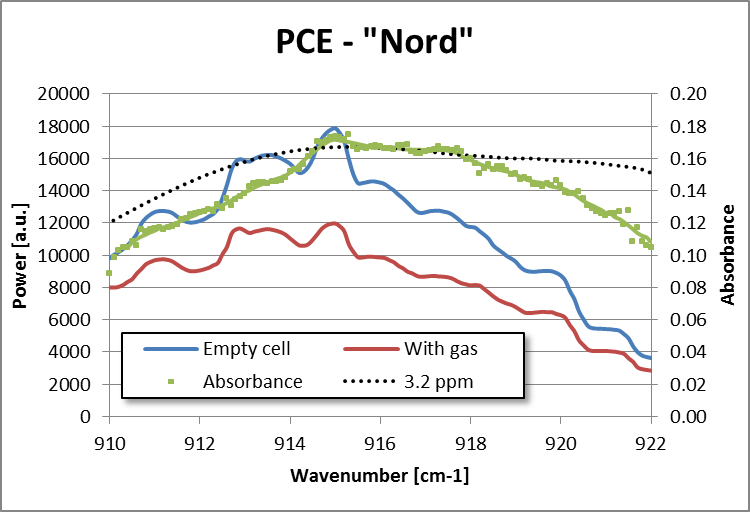 PCE - "Nord"
20000
18000
16000
14000
12000
10000
8000
6000
4000
2000
0
Power [a.u.]
0.20
0.18
0.16
0.14
0.12
0.10
0.08
0.06
0.04
0.02
0.00
Absorbance
Empty cell
With gas
Absorbance
3.2 ppm
910 912 914 916 918 920 922
Wavenumber [cm-1]